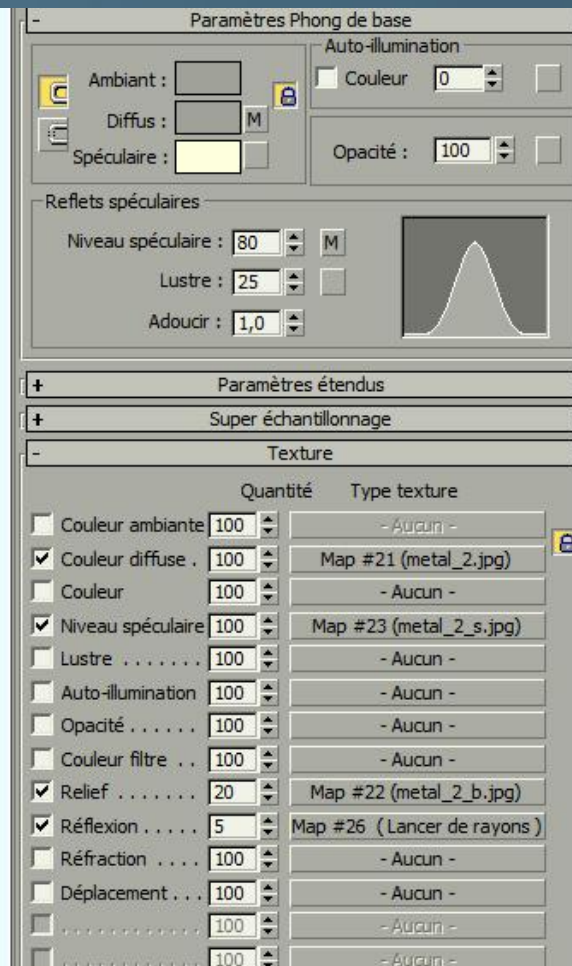 - Paramètres Phong de base
Auto-illumination
Ambiant :
Couleur 0
Diffus : M
Spéculaire :
Opacité : 100
Reflets spéculaires
Niveau spéculaire : 80 M
Lustre : 25
Adoucir : 1,0
+ Paramètres étendus
+ Super échantillonnage
- Texture
Quantité Type texture
Couleur ambiante 100 - Aucun -
Couleur diffuse . 100 Map #21 (metal_2.jpg)
Couleur 100 - Aucun -
Niveau spéculaire 100 Map #23 (metal_2_s.jpg)
Lustre ....... 100 - Aucun -
Auto-illumination 100 - Aucun -
Opacité ...... 100 - Aucun -
Couleur filtre .. 100 - Aucun -
Relief ....... 20 Map #22 (metal_2_b.jpg)
Réflexion ..... 5 Map #26 ( Lancer de rayons )
Réfraction .... 100 - Aucun -
Déplacement ... 100 - Aucun -
............ 100 - Aucun -
............ 100 - Aucun -